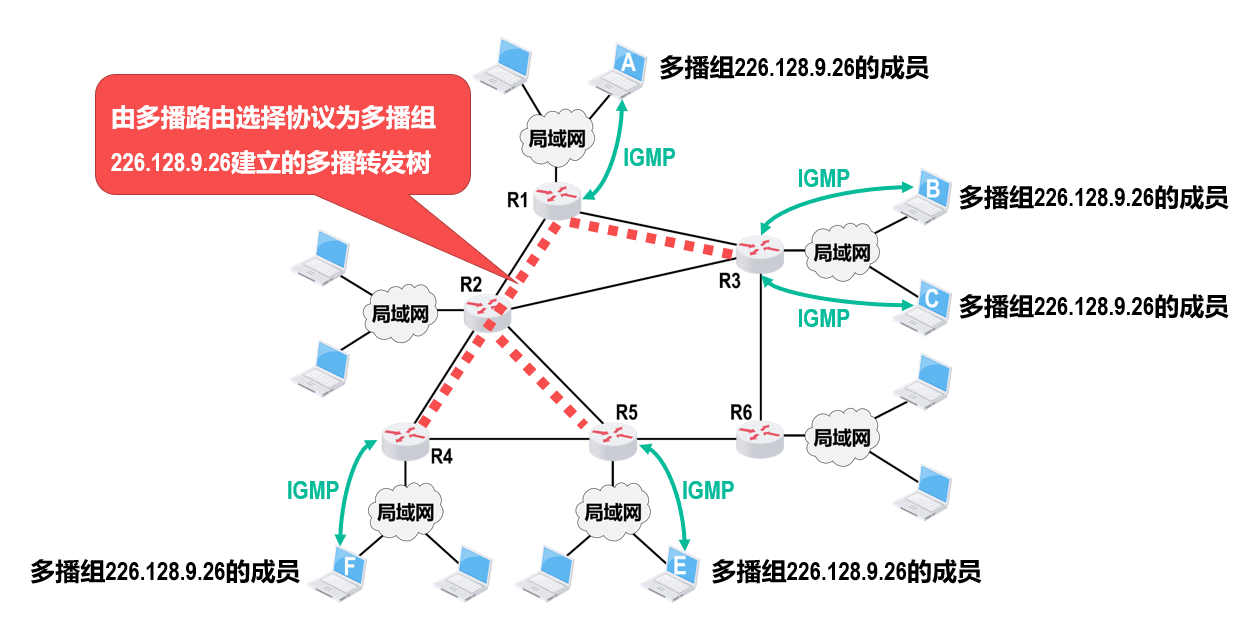 A
多播组226.128.9.26的成员
由多播路由选择协议为多播组
226.128.9.26建立的多播转发树
局域网
IGMP
R1
IGMP
B
多播组226.128.9.26的成员
局域网
R3
R2
局域网
C
多播组226.128.9.26的成员
IGMP
R5
R6
局域网
R4
IGMP
局域网
局域网
IGMP
F
多播组226.128.9.26的成员
E
多播组226.128.9.26的成员